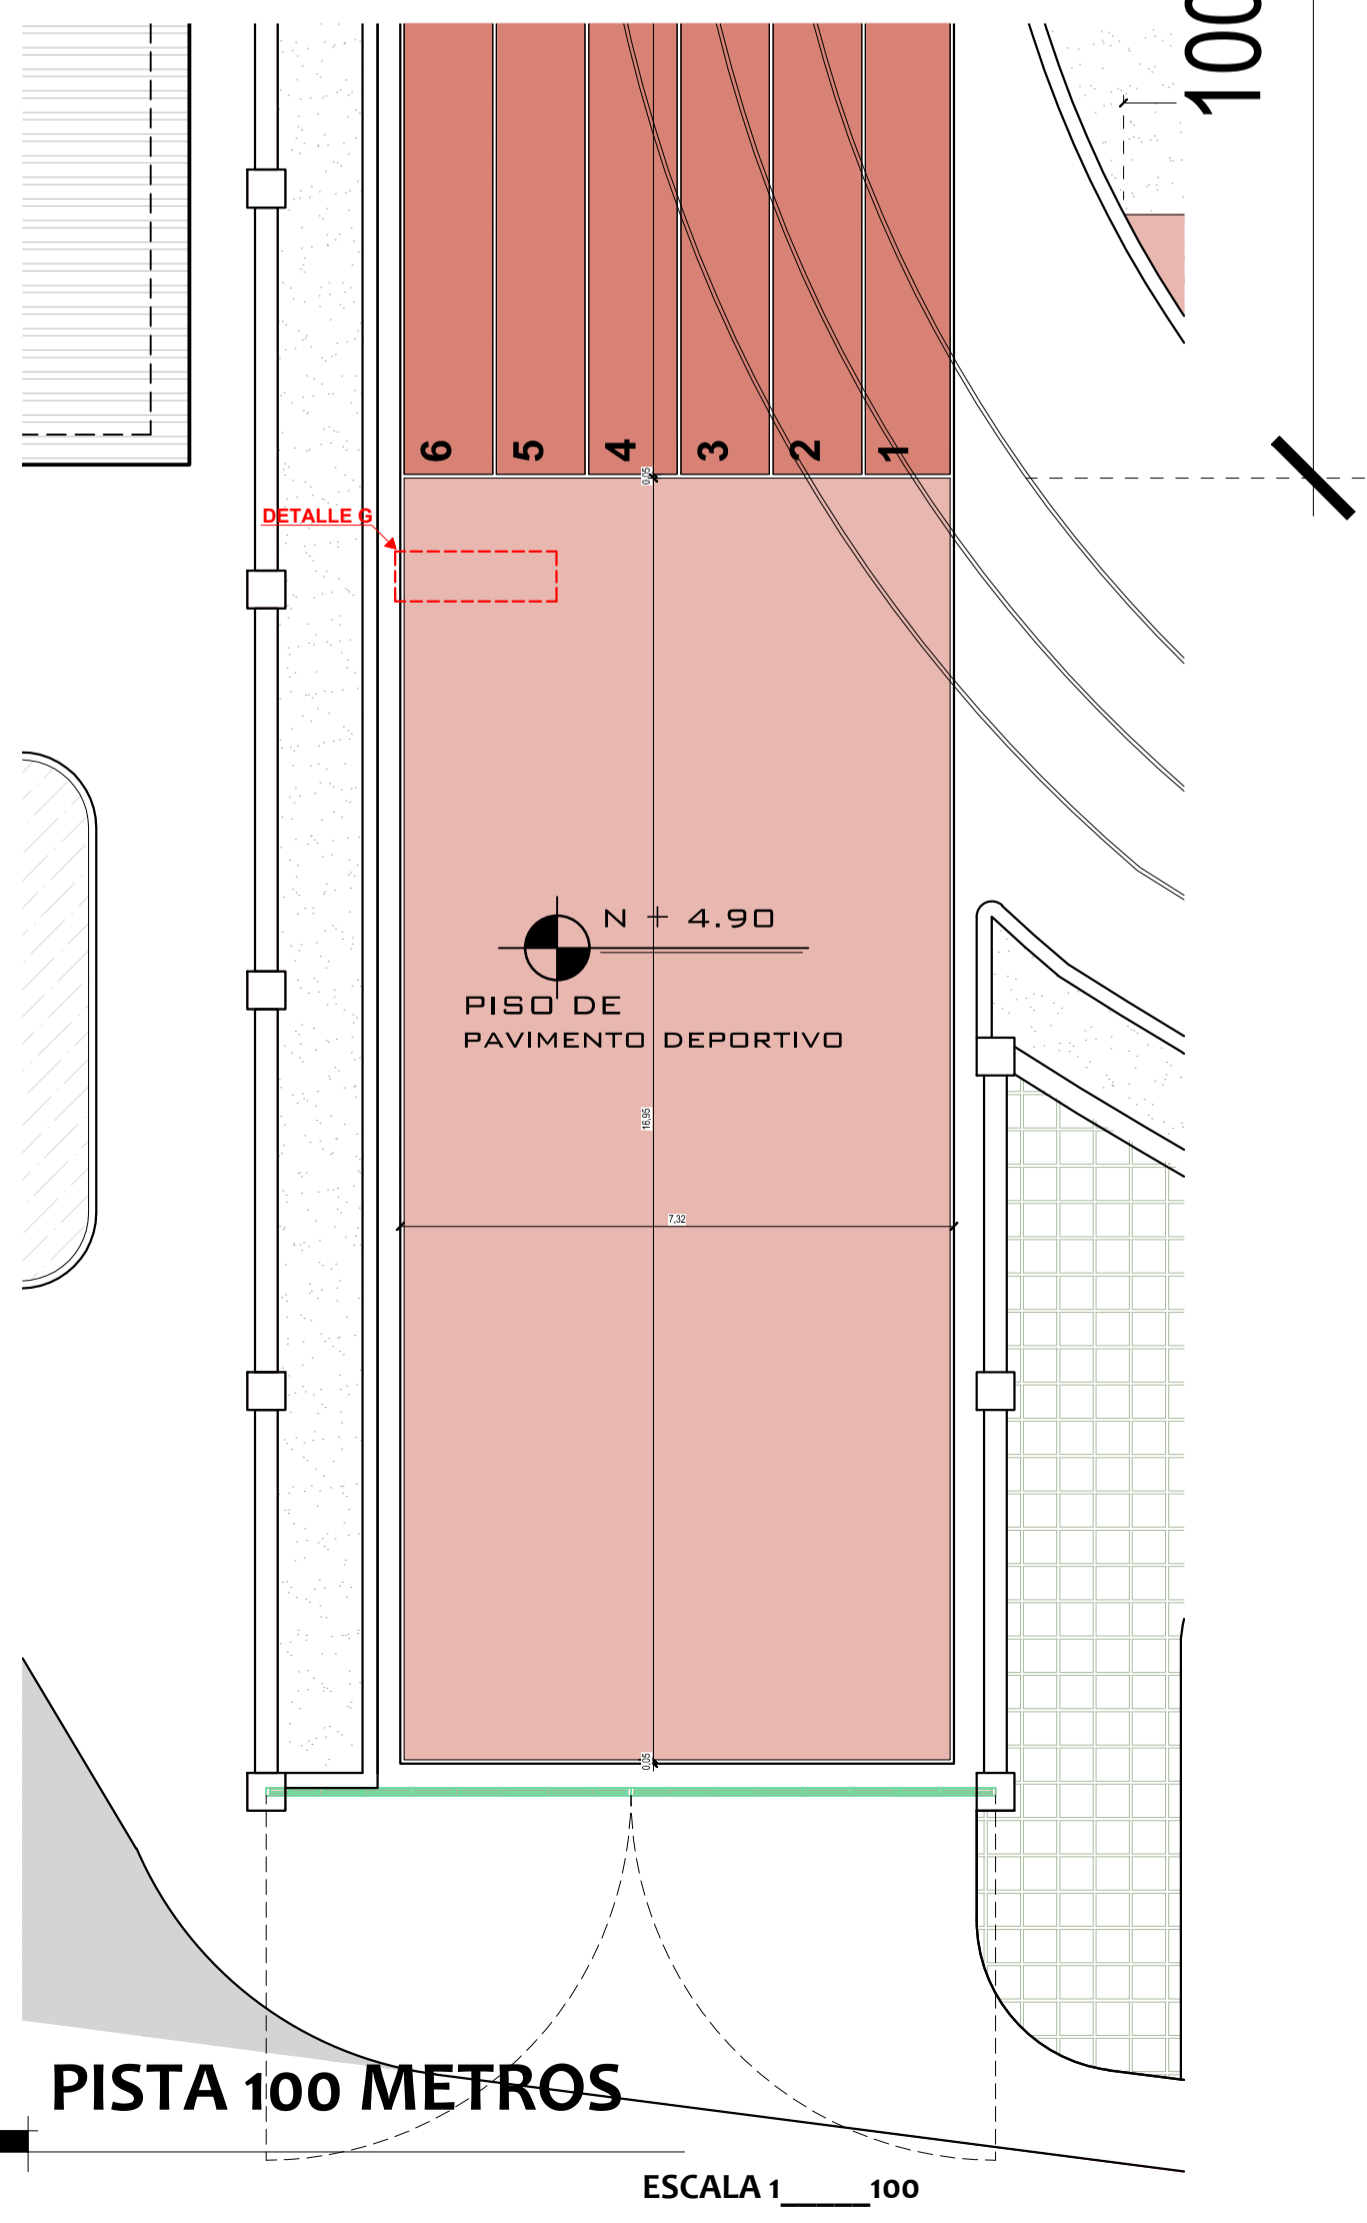 100
6 5 4 3 2 1
0,05
DETALLE G
N + 4.90
PISO DE
PAVIMENTO DEPORTIVO
16,95
7,32
0,05
PISTA 100 METROS
ESCALA 1_____100